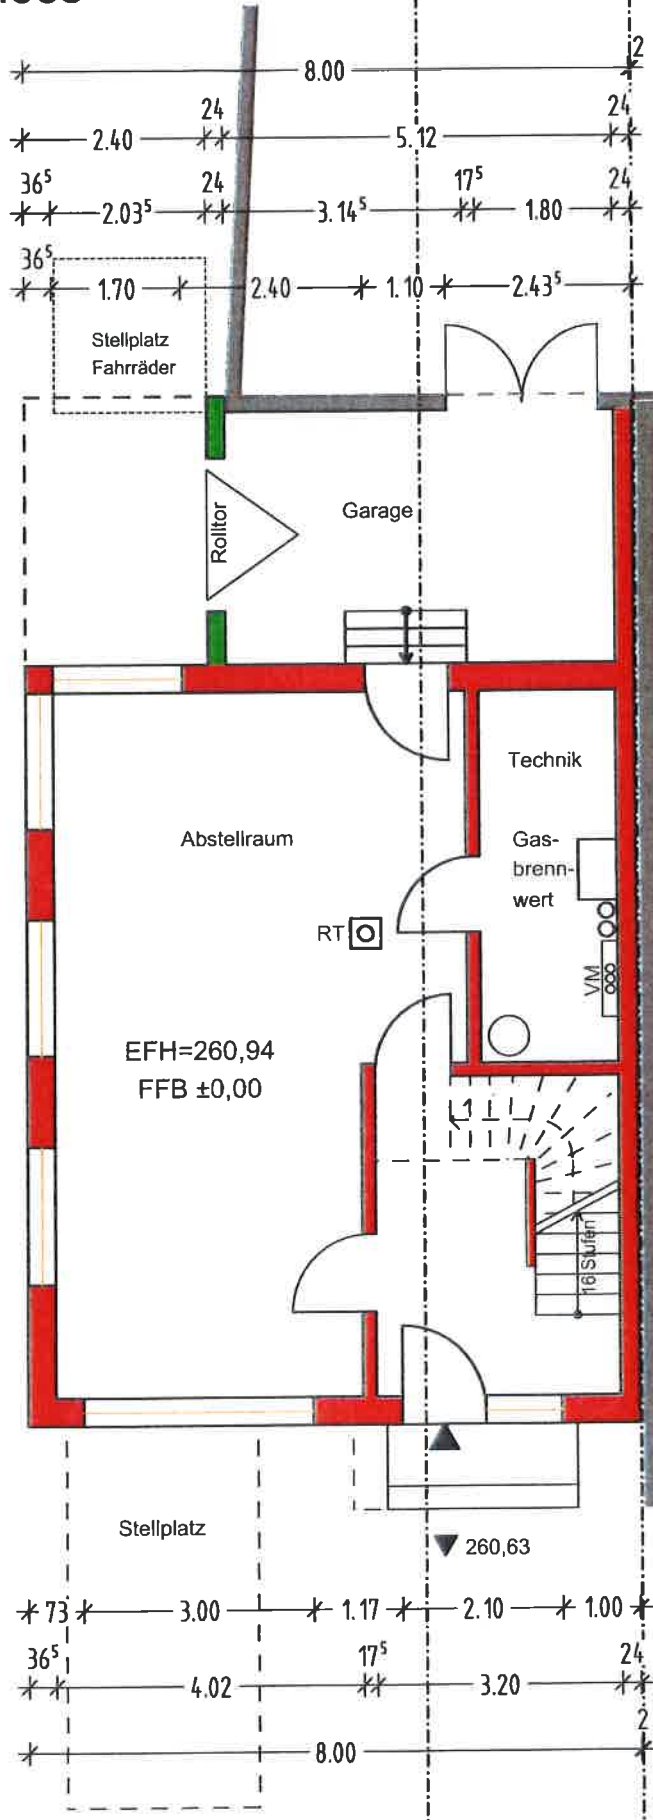 8.00
2
24
24
2.40
5.12
36⁵
24
17⁵
24
2.03⁵
3.14⁵
1.80
36⁵
1.70
2.40
1.10
2.43⁵
Stellplatz
Fahrräder
Rolltor
Garage
Technik
Abstellraum
Gas-
brenn-
wert
RT
VM
EFH=260,94
FFB ±0,00
1
16 Stufen
Stellplatz
260,63
73
3.00
1.17
2.10
1.00
36⁵
17⁵
24
4.02
3.20
2
8.00